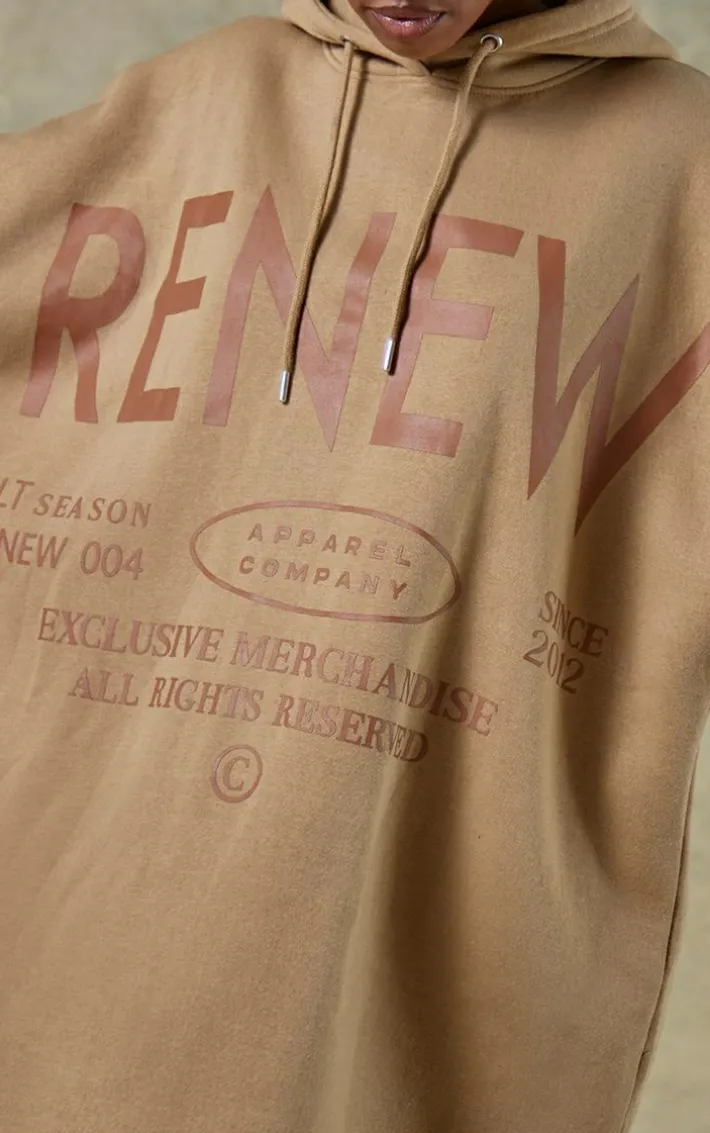 RENEW
LT SEASON
NEW 004
APPAREL
COMPANY
SINCE
2012
EXCLUSIVE MERCHANDISE
ALL RIGHTS RESERVED
©